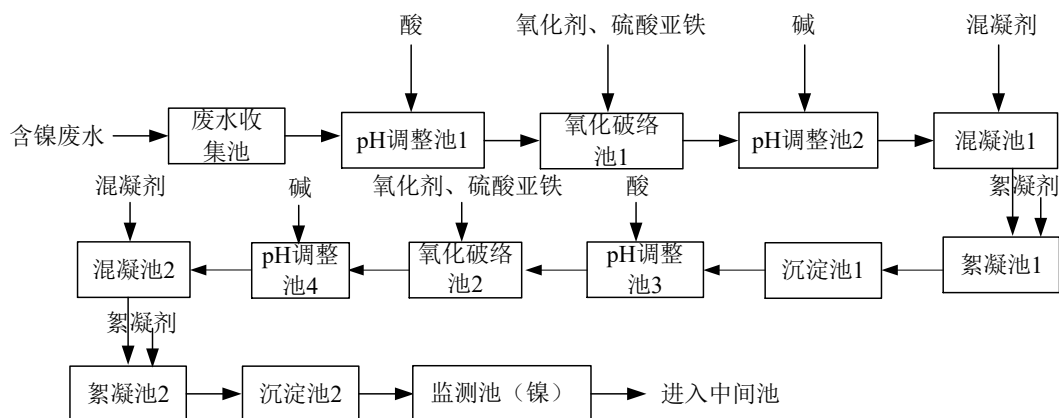 酸
氧化剂、硫酸亚铁
碱
混凝剂
含镍废水
废水收
集池
pH调整池1
氧化破络
池1
pH调整池2
混凝池1
混凝剂
碱
氧化剂、硫酸亚铁
酸
絮凝剂
混凝池2
pH调整
池4
氧化破络
池2
pH调整
池3
沉淀池1
絮凝池1
絮凝剂
絮凝池2
沉淀池2
监测池（镍）
进入中间池